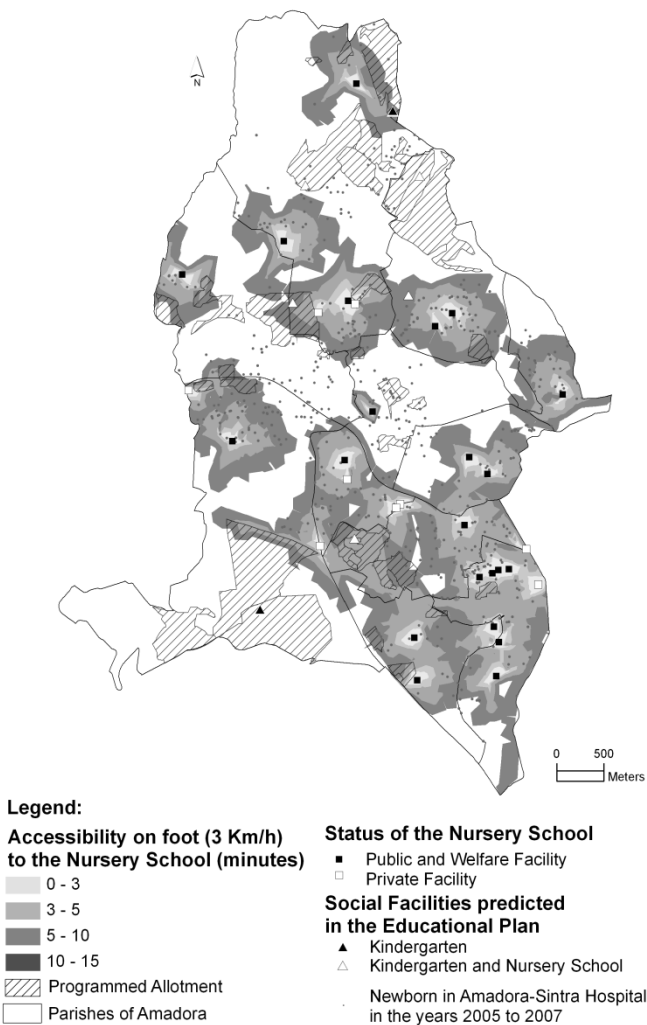 N
0 500
Meters
Legend:
Accessibility on foot (3 Km/h)
to the Nursery School (minutes)
0 - 3
3 - 5
5 - 10
10 - 15
Programmed Allotment
Parishes of Amadora
Status of the Nursery School
Public and Welfare Facility
Private Facility
Social Facilities predicted
in the Educational Plan
Kindergarten
Kindergarten and Nursery School
Newborn in Amadora-Sintra Hospital
in the years 2005 to 2007